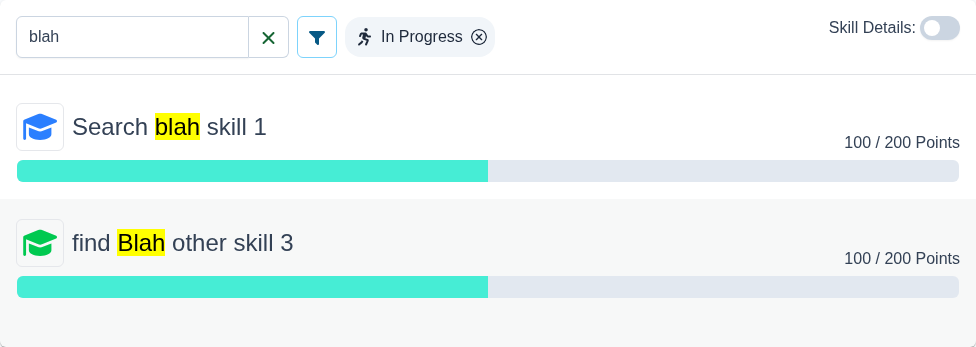 blah
In Progress
Skill Details:
Search blah skill 1
100 / 200 Points
find Blah other skill 3
100 / 200 Points